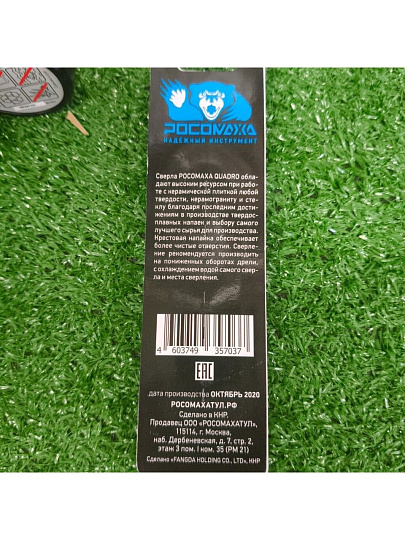 РОСОМАХА
НАДЕЖНЫЙ ИНСТРУМЕНТ
Сверла РОСОМАХА QUADRO обла-
дают высоким ресурсом при рабо-
те с керамической плиткой любой
твердости, керамограниту и сте-
клу благодаря последним дости-
жениям в производстве твердос-
плавных напаек и выбору самого
лучшего сырья для производства.
Крестовая напайка обеспечивает
более чистые отверстия. Сверле-
ние рекомендуется производить
на пониженных оборотах дрели,
с охлаждением водой самого свер-
ла и места сверления.
4 603749 357037
EAC
дата производства ОКТЯБРЬ 2020
РОСОМАХАТУЛ.РФ
Сделано в КНР.
Продавец ООО «РОСОМАХАТУЛ»,
115114, г. Москва,
наб. Дербеневская, д. 7, стр. 2,
этаж 3 пом. I ком. 35 (РМ 21)
Сделано «FANGDA HOLDING CO., LTD», КНР